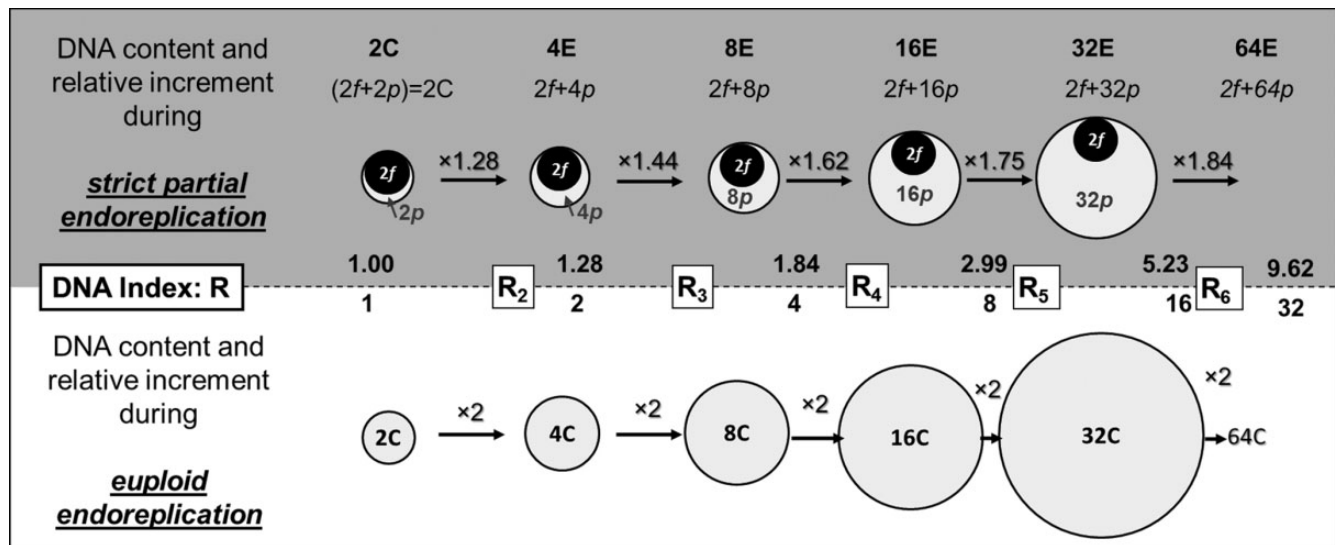 DNA content and
relative increment
during
strict partial
endoreplication
2C 4E 8E 16E 32E 64E
(2f+2p)=2C 2f+4p 2f+8p 2f+16p 2f+32p 2f+64p
2f ×1.28 2f ×1.44 2f ×1.62 2f ×1.75 2f ×1.84
2p 4p 8p 16p 32p
1.00 1.28 1.84 2.99 5.23 9.62
DNA Index: R R2 R3 R4 R5 R6
1 2 4 8 16 32
DNA content and
relative increment
during
euploid
endoreplication
×2 ×2 ×2 ×2 ×2
2C 4C 8C 16C 32C 64C